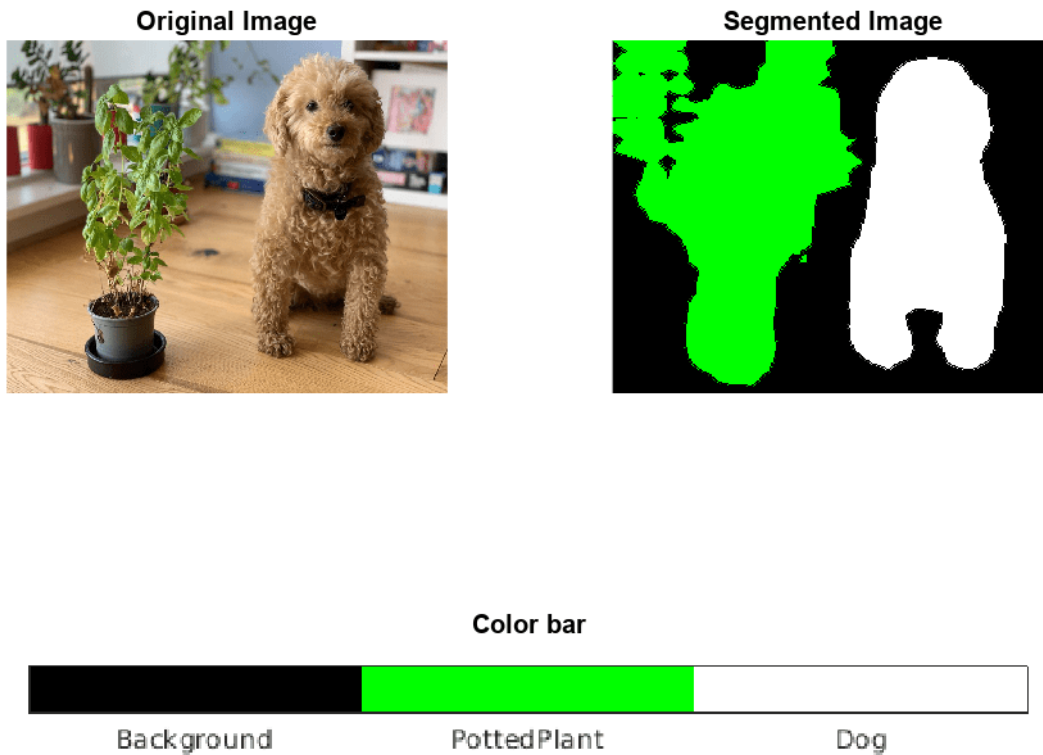 Original Image
Segmented Image
Color bar
Background
PottedPlant
Dog